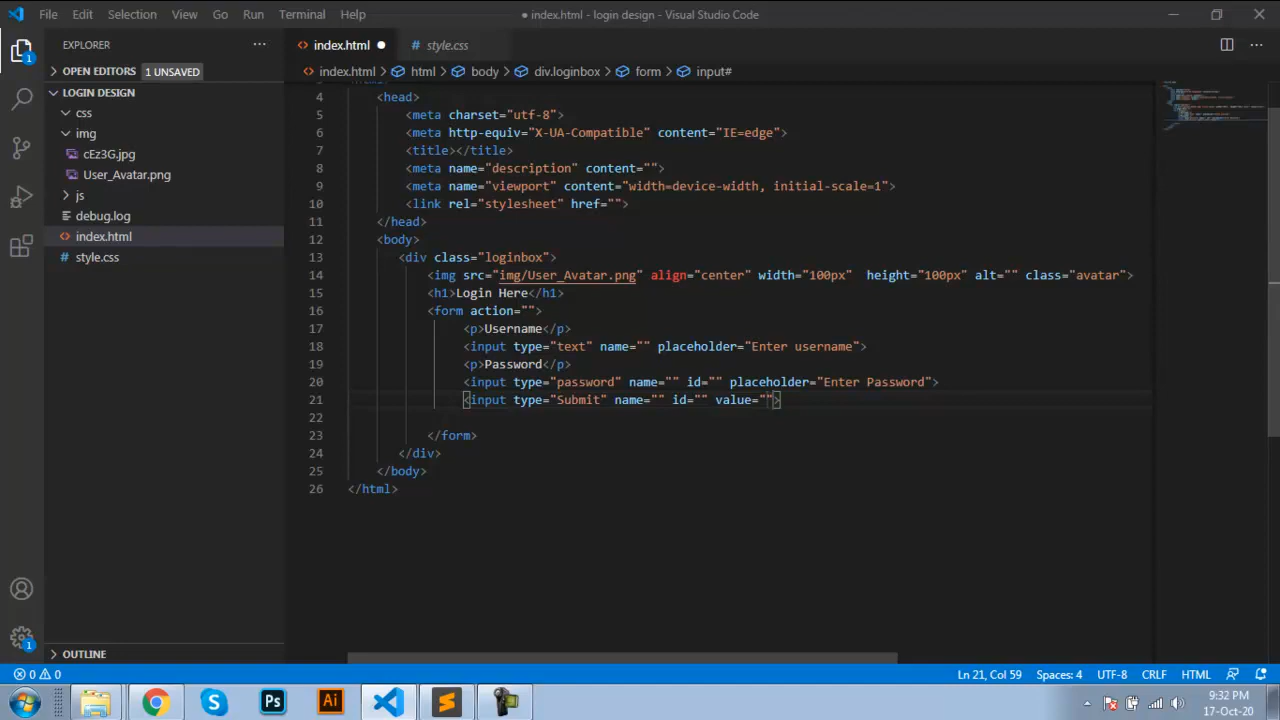 File Edit Selection View Go Run Terminal Help ● index.html - login design - Visual Studio Code
EXPLORER
index.html ●
# style.css
OPEN EDITORS 1 UNSAVED
index.html > html > body > div.loginbox > form > input#
LOGIN DESIGN
css
img
cEz3G.jpg
User_Avatar.png
js
debug.log
index.html
# style.css
4 <head>
5 <meta charset="utf-8">
6 <meta http-equiv="X-UA-Compatible" content="IE=edge">
7 <title></title>
8 <meta name="description" content="">
9 <meta name="viewport" content="width=device-width, initial-scale=1">
10 <link rel="stylesheet" href="">
11 </head>
12 <body>
13 <div class="loginbox">
14 <img src="img/User_Avatar.png" align="center" width="100px" height="100px" alt="" class="avatar">
15 <h1>Login Here</h1>
16 <form action="">
17 <p>Username</p>
18 <input type="text" name="" placeholder="Enter username">
19 <p>Password</p>
20 <input type="password" name="" id="" placeholder="Enter Password">
21 <input type="Submit" name="" id="" value="">
22
23 </form>
24 </div>
25 </body>
26 </html>
1
1
OUTLINE
0 0
Ln 21, Col 59 Spaces: 4 UTF-8 CRLF HTML
S Ps Ai
9:32 PM
17-Oct-20